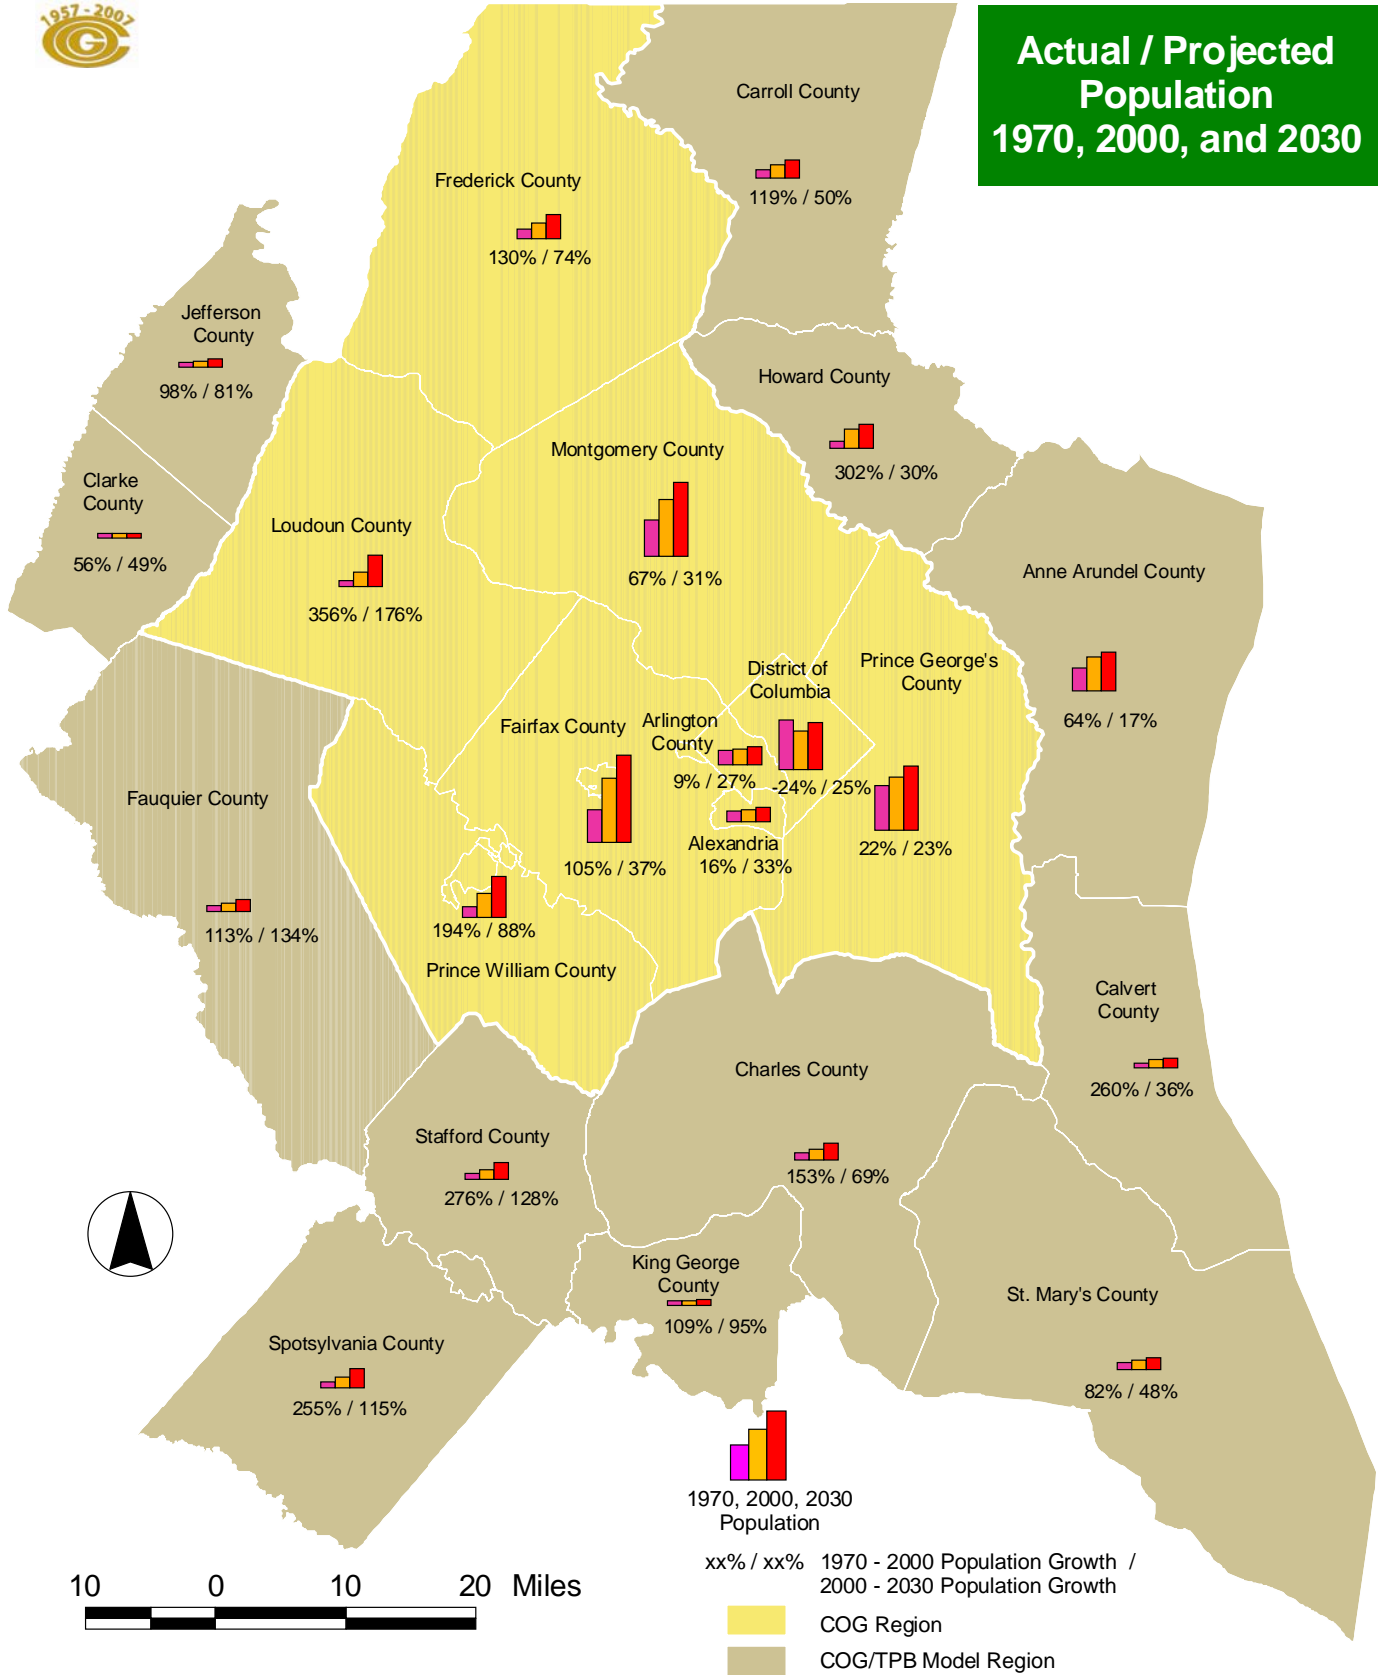 1957 - 2007
Actual / Projected
Population
1970, 2000, and 2030
Carroll County
119% / 50%
Frederick County
130% / 74%
Jefferson
County
98% / 81%
Howard County
302% / 30%
Montgomery County
67% / 31%
Clarke
County
56% / 49%
Loudoun County
356% / 176%
Anne Arundel County
64% / 17%
Prince George's
County
22% / 23%
District of
Columbia
-24% / 25%
Arlington
County
9% / 27%
Fairfax County
105% / 37%
Alexandria
16% / 33%
Fauquier County
113% / 134%
194% / 88%
Prince William County
Calvert
County
260% / 36%
Charles County
153% / 69%
Stafford County
276% / 128%
King George
County
109% / 95%
St. Mary's County
82% / 48%
Spotsylvania County
255% / 115%
1970, 2000, 2030
Population
xx% / xx% 1970 - 2000 Population Growth /
2000 - 2030 Population Growth
COG Region
COG/TPB Model Region
10 0 10 20 Miles